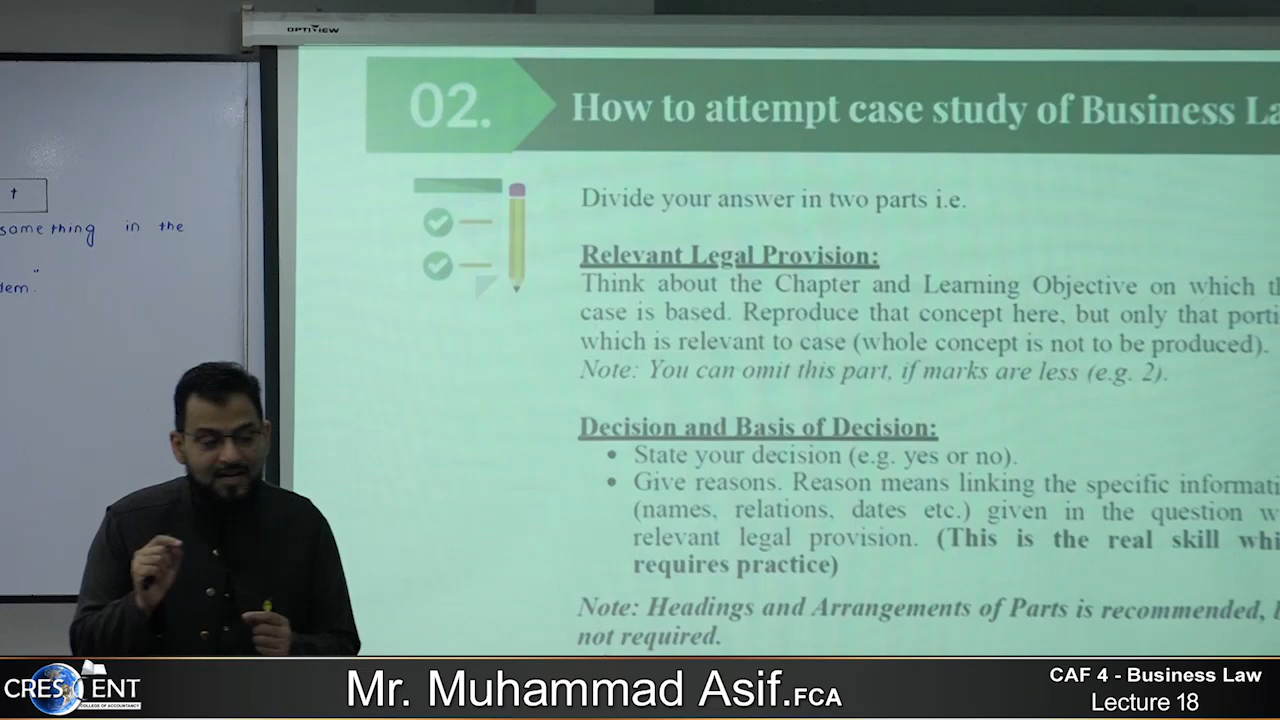 OPTIVIEW
t
something in the
dem."
02.
How to attempt case study of Business La
Divide your answer in two parts i.e.
Relevant Legal Provision:
Think about the Chapter and Learning Objective on which th
case is based. Reproduce that concept here, but only that porti
which is relevant to case (whole concept is not to be produced).
Note: You can omit this part, if marks are less (e.g. 2).
Decision and Basis of Decision:
• State your decision (e.g. yes or no).
• Give reasons. Reason means linking the specific informati
(names, relations, dates etc.) given in the question w
relevant legal provision. (This is the real skill whi
requires practice)
Note: Headings and Arrangements of Parts is recommended, b
not required.
CRESCENT
COLLEGE OF ACCOUNTANCY
Mr. Muhammad Asif.FCA
CAF 4 - Business Law
Lecture 18